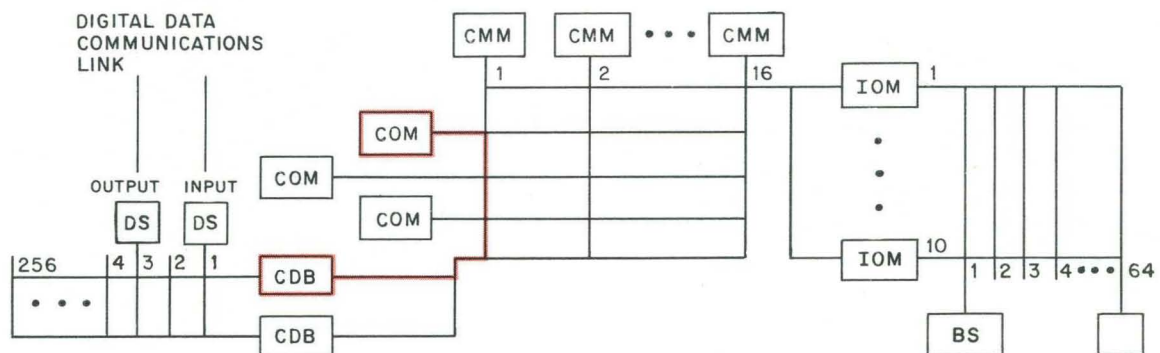 DIGITAL DATA
COMMUNICATIONS
LINK
CMM CMM • • • CMM
1 2 16
IOM 1
COM
COM
COM
OUTPUT INPUT
DS DS
256 4 3 2 1
• • •
CDB
CDB
IOM 10
1 2 3 4 ••• 64
BS